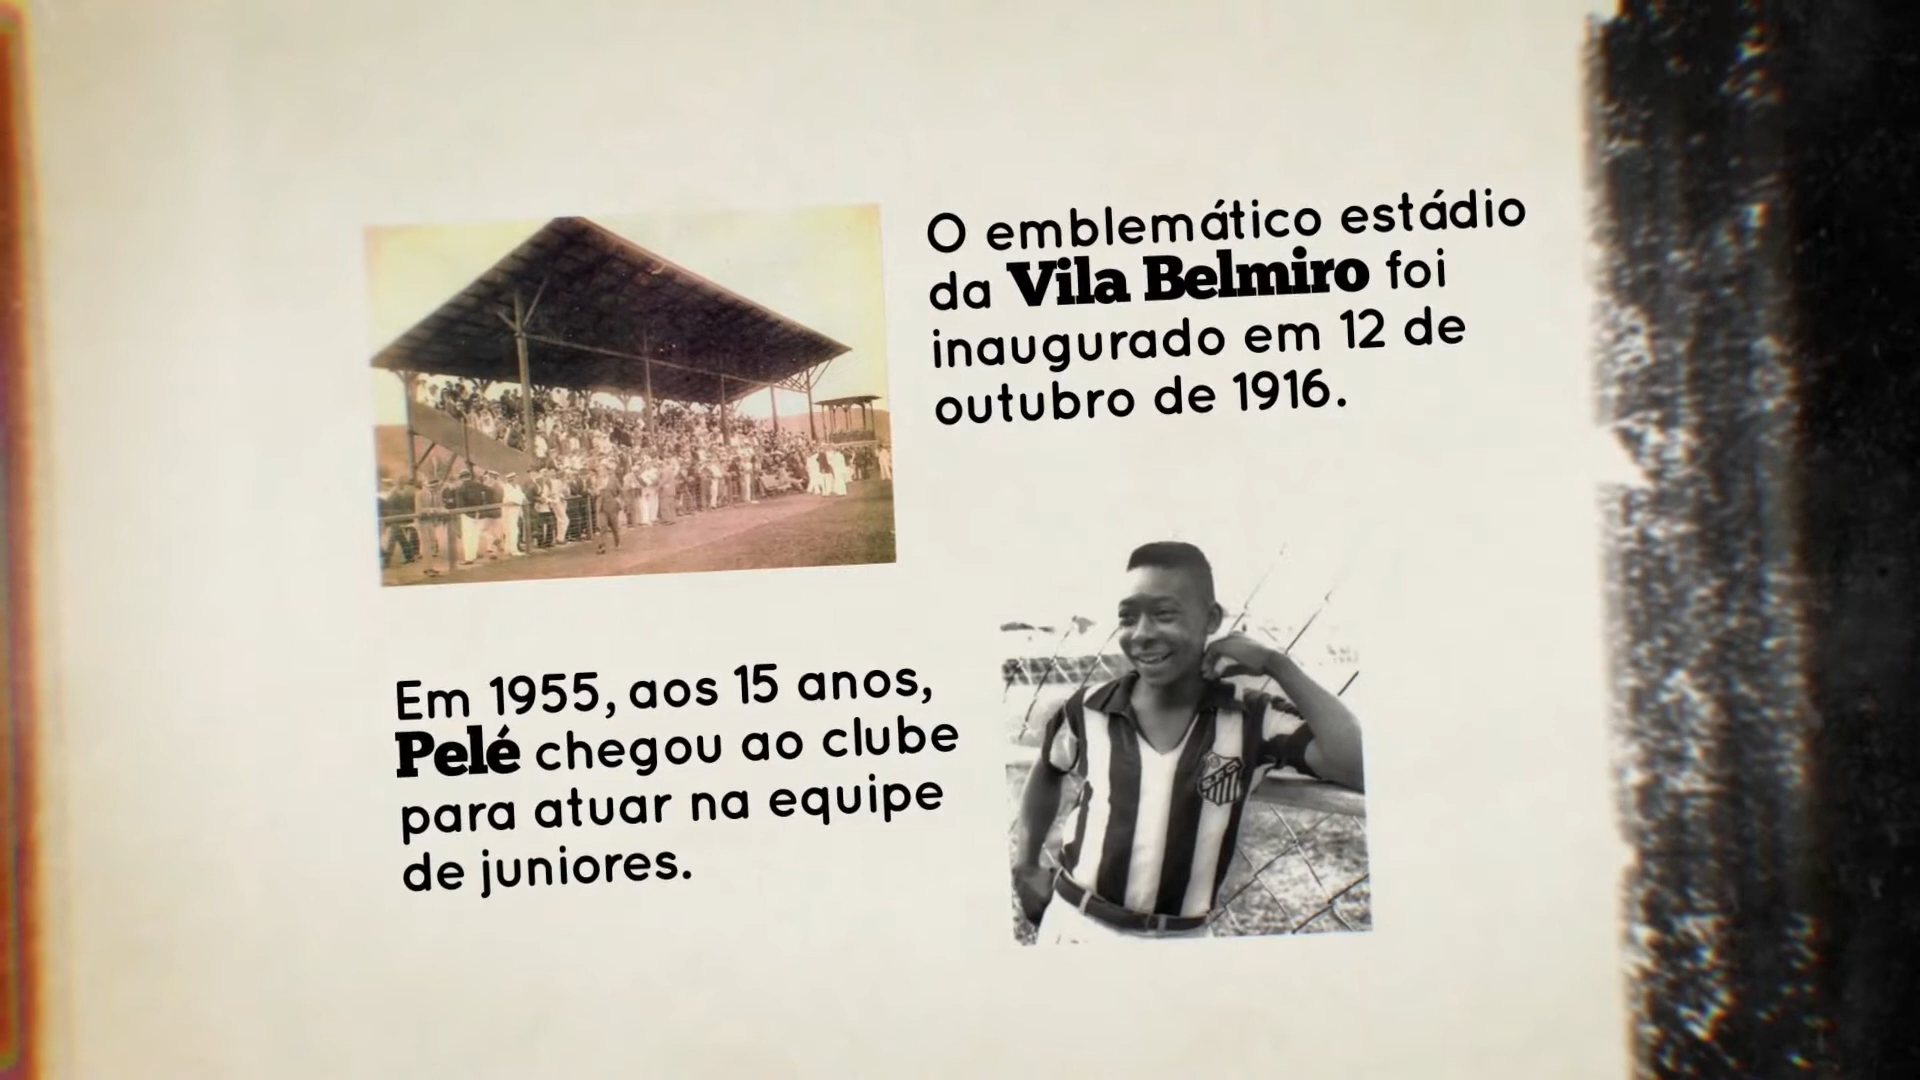 O emblemático estádio
da Vila Belmiro foi
inaugurado em 12 de
outubro de 1916.
Em 1955, aos 15 anos,
Pelé chegou ao clube
para atuar na equipe
de juniores.